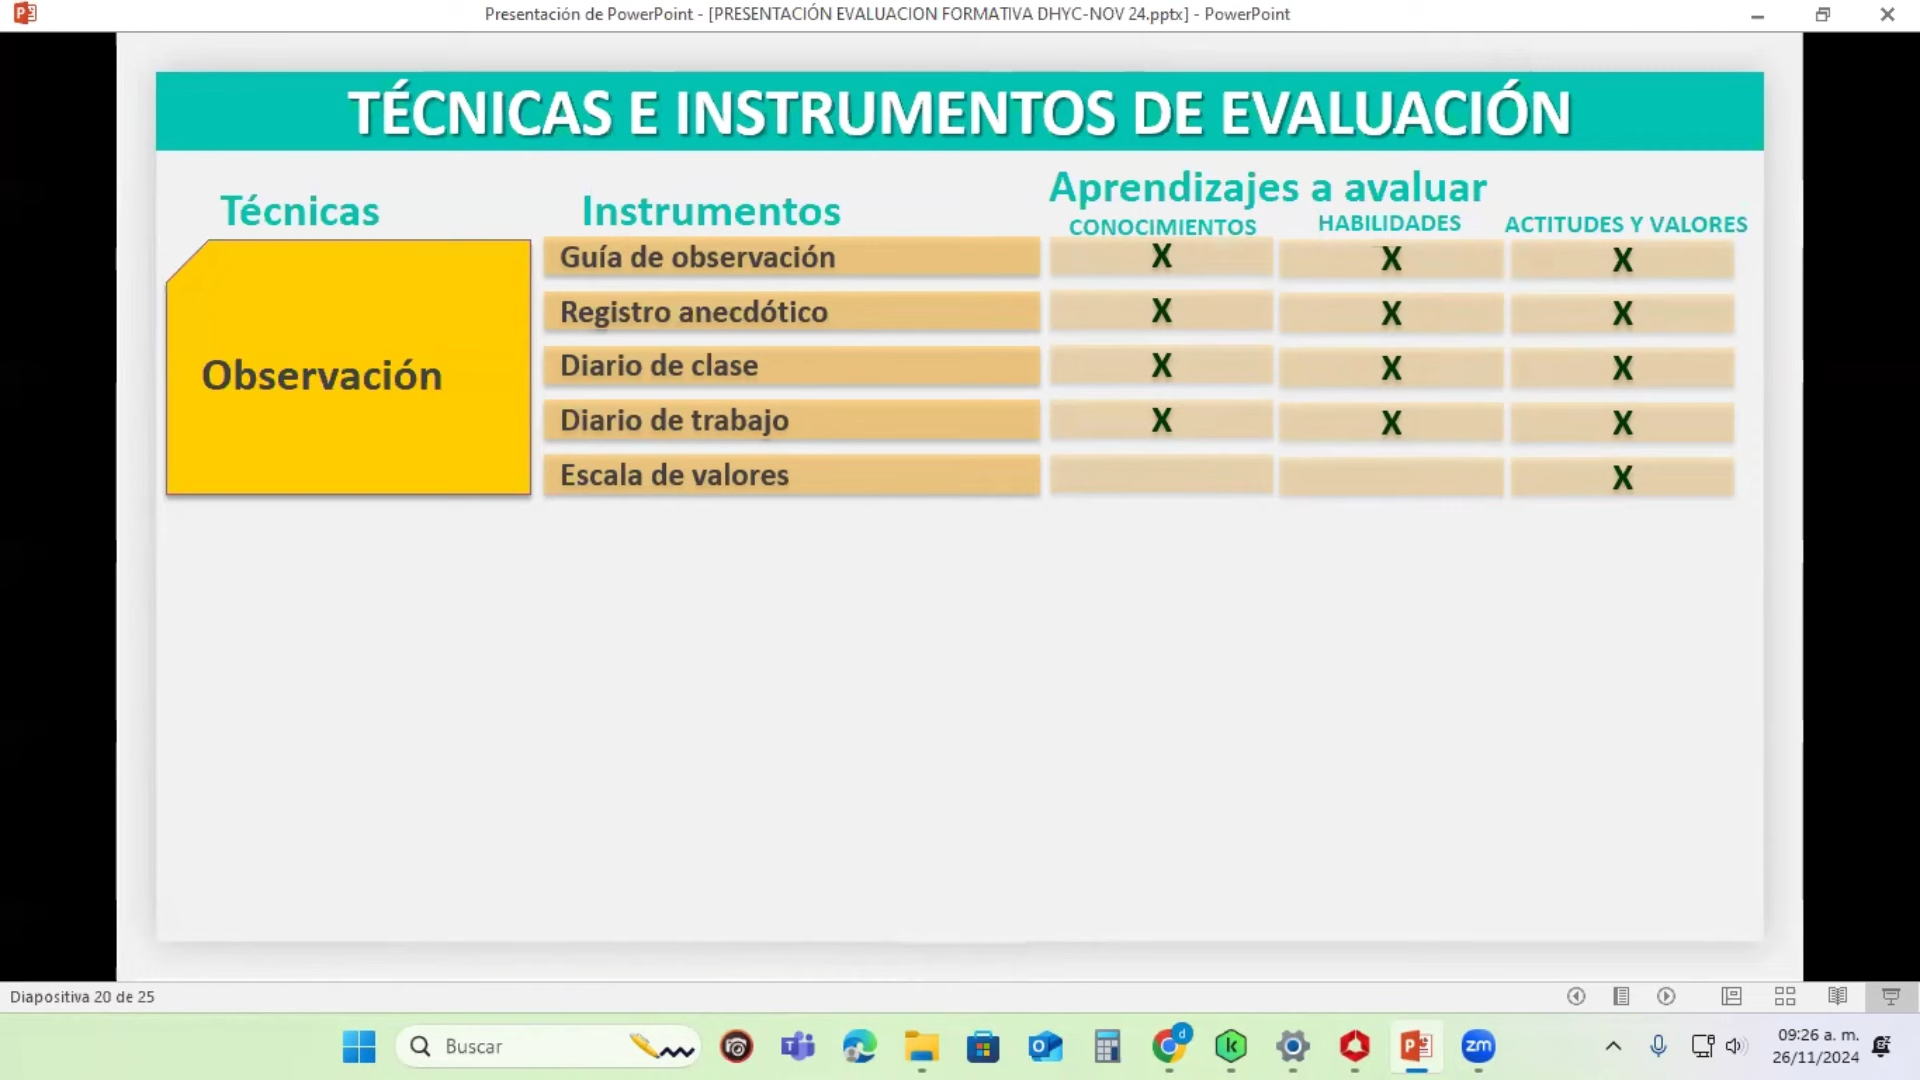 Presentación de PowerPoint - [PRESENTACIÓN EVALUACION FORMATIVA DHYC-NOV 24.pptx] - PowerPoint
TÉCNICAS E INSTRUMENTOS DE EVALUACIÓN
Técnicas
Instrumentos
Aprendizajes a avaluar
CONOCIMIENTOS HABILIDADES ACTITUDES Y VALORES
Observación
Guía de observación X X X
Registro anecdótico X X X
Diario de clase X X X
Diario de trabajo X X X
Escala de valores X
Diapositiva 20 de 25
Buscar
d
k
zm
09:26 a. m.
26/11/2024